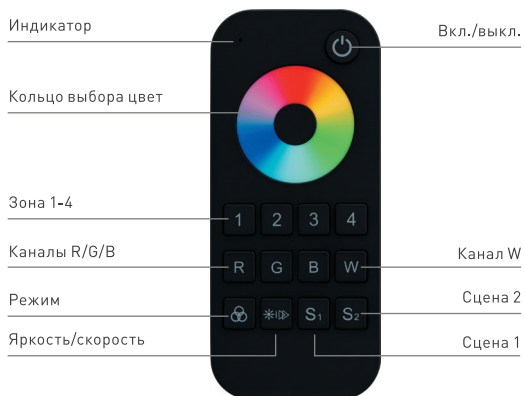 Индикатор
Вкл./выкл.
Кольцо выбора цвет
Зона 1-4
1 2 3 4
Каналы R/G/B
R G B W
Канал W
Режим
Сцена 2
S1 S2
Яркость/скорость
Сцена 1